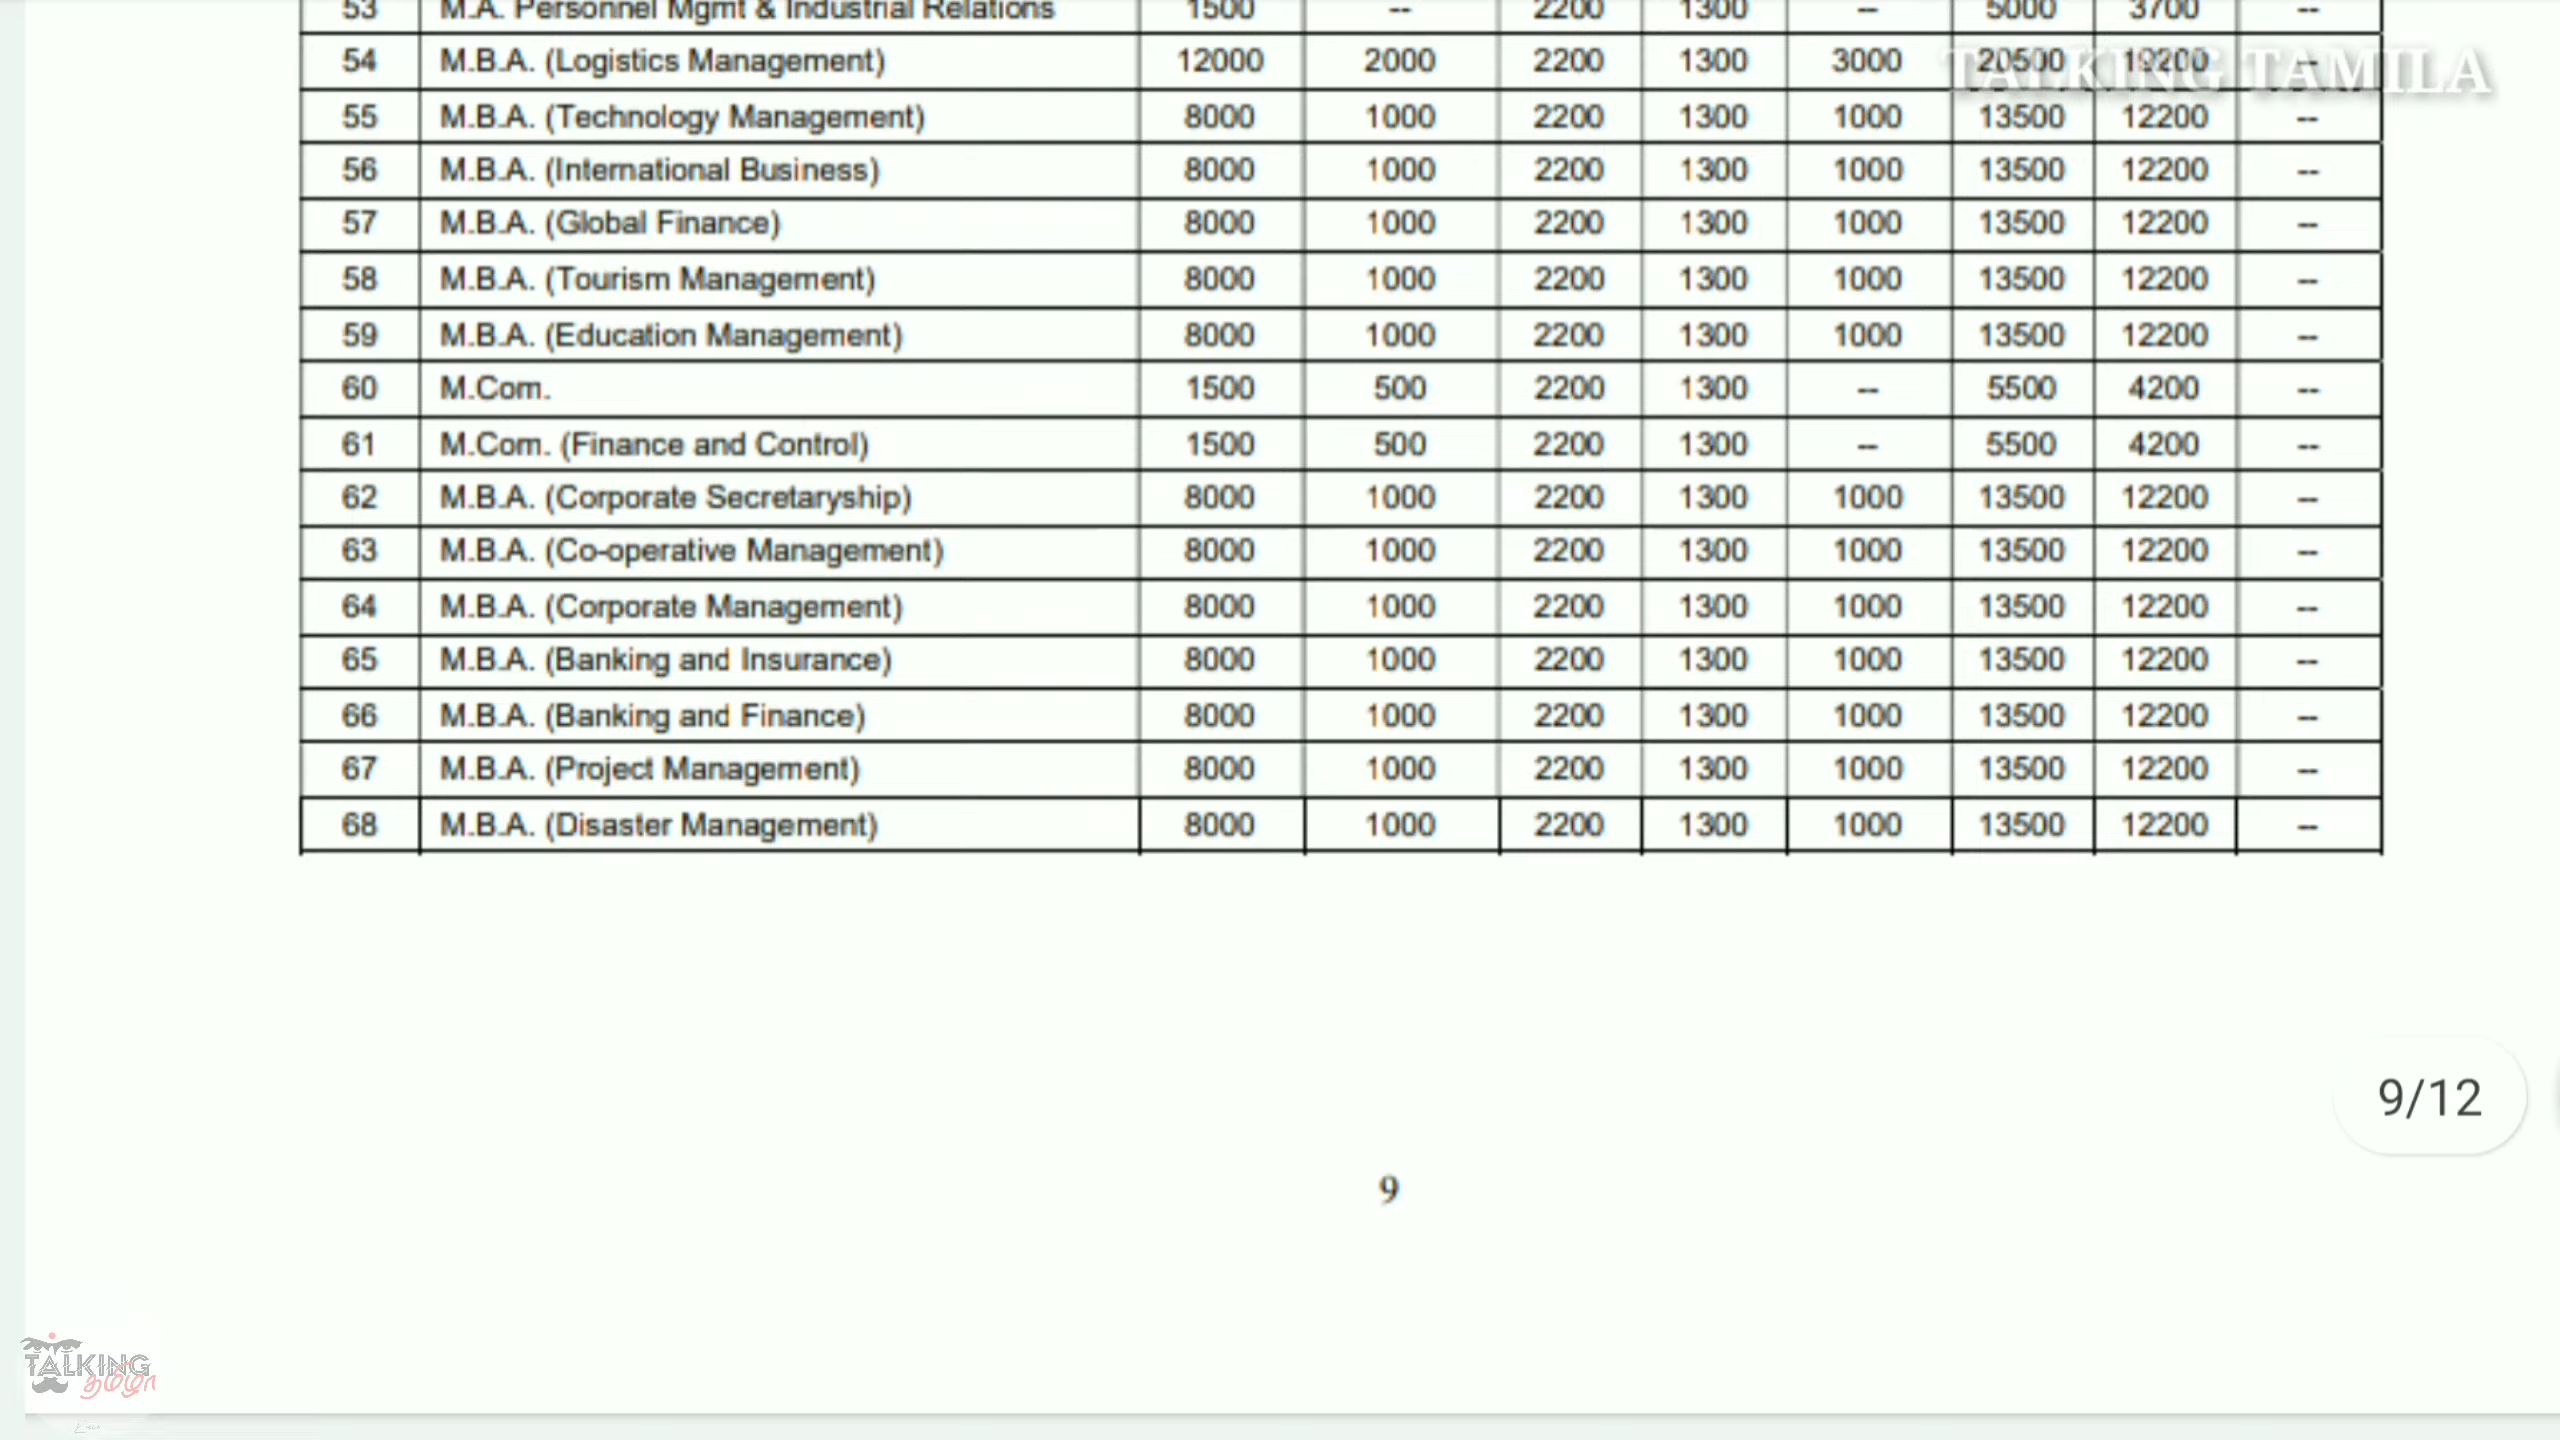 53 M.A. Personnel Mgmt & Industrial Relations 1500 -- 2200 1300 -- 5000 3700 --
54 M.B.A. (Logistics Management) 12000 2000 2200 1300 3000 20500 19200 --
TALKING TAMILA
55 M.B.A. (Technology Management) 8000 1000 2200 1300 1000 13500 12200 --
56 M.B.A. (International Business) 8000 1000 2200 1300 1000 13500 12200 --
57 M.B.A. (Global Finance) 8000 1000 2200 1300 1000 13500 12200 --
58 M.B.A. (Tourism Management) 8000 1000 2200 1300 1000 13500 12200 --
59 M.B.A. (Education Management) 8000 1000 2200 1300 1000 13500 12200 --
60 M.Com. 1500 500 2200 1300 -- 5500 4200 --
61 M.Com. (Finance and Control) 1500 500 2200 1300 -- 5500 4200 --
62 M.B.A. (Corporate Secretaryship) 8000 1000 2200 1300 1000 13500 12200 --
63 M.B.A. (Co-operative Management) 8000 1000 2200 1300 1000 13500 12200 --
64 M.B.A. (Corporate Management) 8000 1000 2200 1300 1000 13500 12200 --
65 M.B.A. (Banking and Insurance) 8000 1000 2200 1300 1000 13500 12200 --
66 M.B.A. (Banking and Finance) 8000 1000 2200 1300 1000 13500 12200 --
67 M.B.A. (Project Management) 8000 1000 2200 1300 1000 13500 12200 --
68 M.B.A. (Disaster Management) 8000 1000 2200 1300 1000 13500 12200 --
9/12
9
TALKING
தமிழா